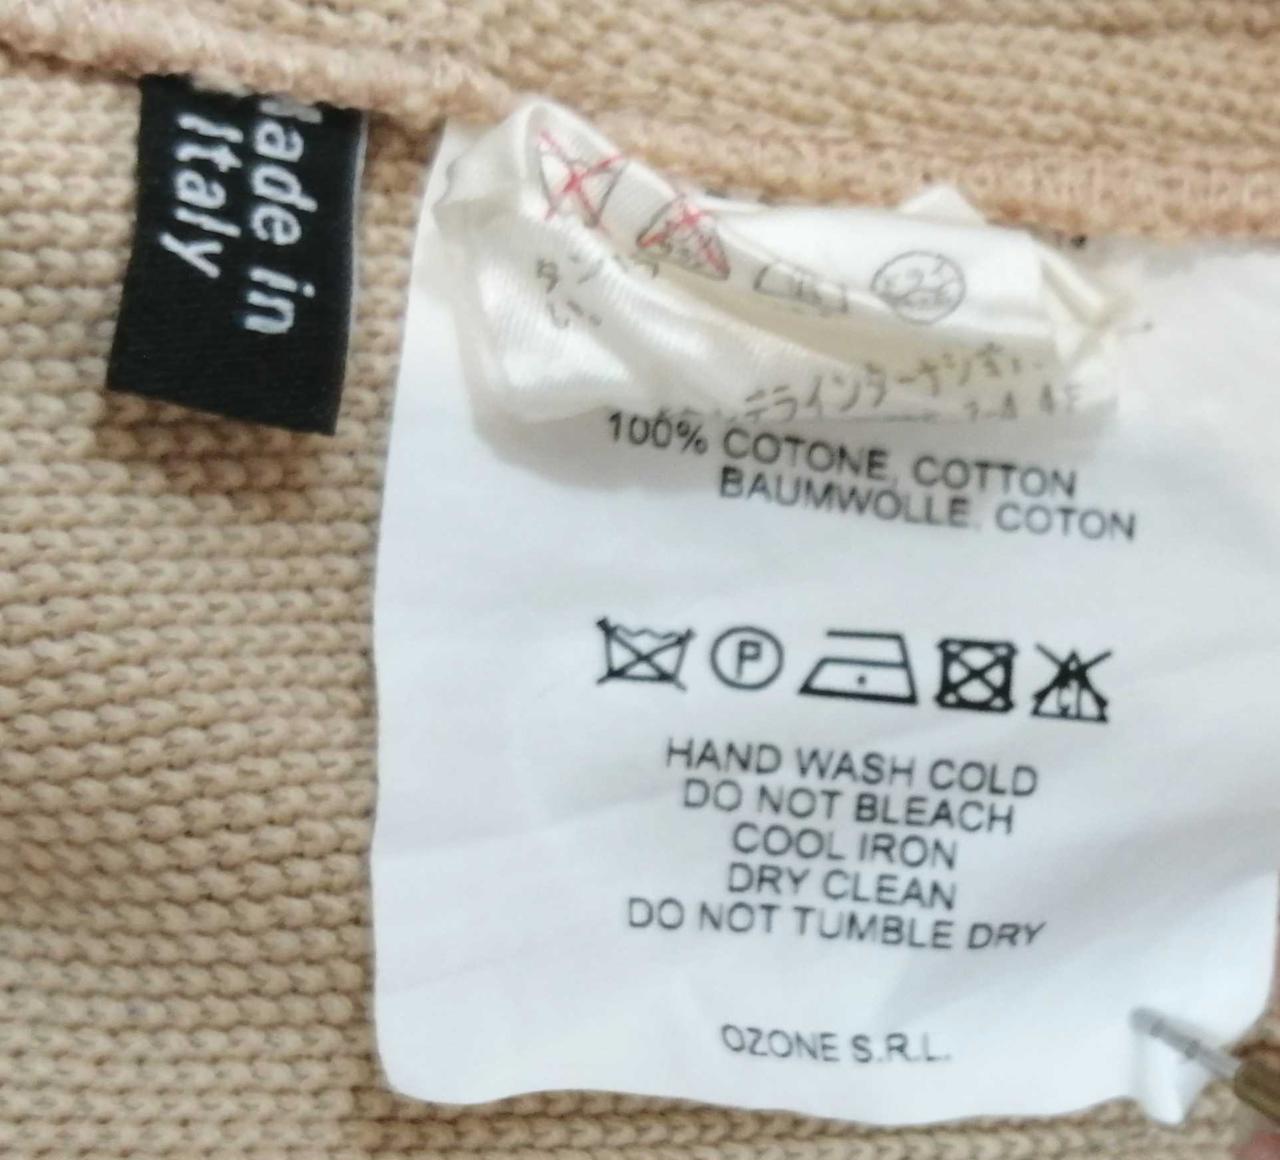 Made in
Italy
100% COTONE, COTTON
BAUMWOLLE, COTON
P
CL
HAND WASH COLD
DO NOT BLEACH
COOL IRON
DRY CLEAN
DO NOT TUMBLE DRY
OZONE S.R.L.